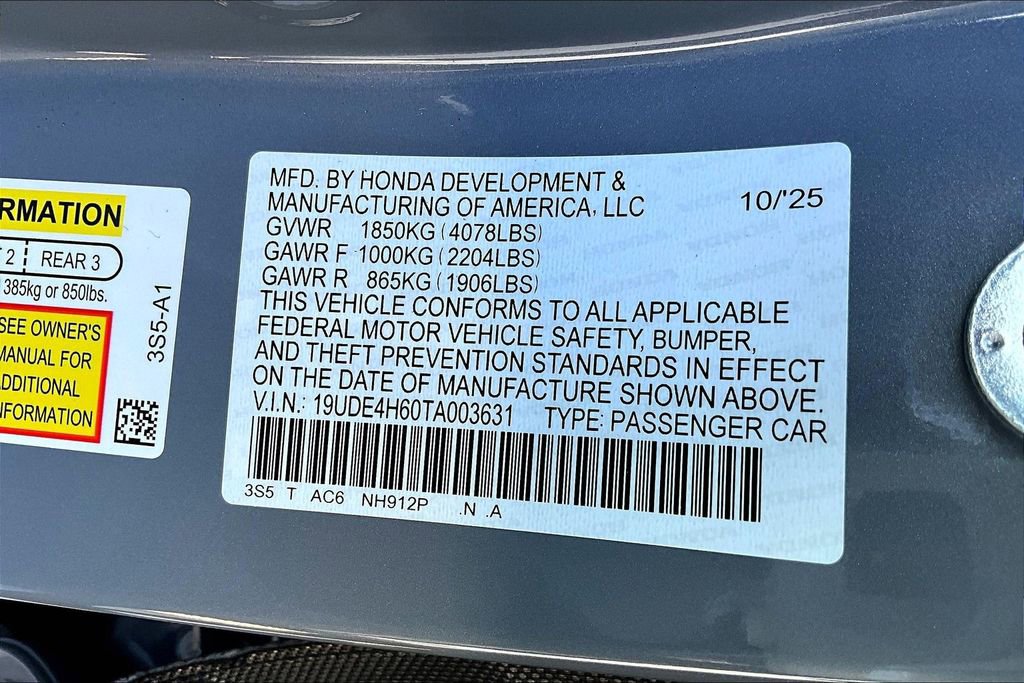 RMATION
2 REAR 3
385kg or 850lbs.
SEE OWNER'S
MANUAL FOR
ADDITIONAL
NFORMATION
3S5-A1
MFD. BY HONDA DEVELOPMENT &
MANUFACTURING OF AMERICA, LLC 10/'25
GVWR 1850KG (4078LBS)
GAWR F 1000KG (2204LBS)
GAWR R 865KG (1906LBS)
THIS VEHICLE CONFORMS TO ALL APPLICABLE
FEDERAL MOTOR VEHICLE SAFETY, BUMPER,
AND THEFT PREVENTION STANDARDS IN EFFECT
ON THE DATE OF MANUFACTURE SHOWN ABOVE.
V.I.N.: 19UDE4H60TA003631 TYPE: PASSENGER CAR
3S5 T AC6 NH912P .N .A